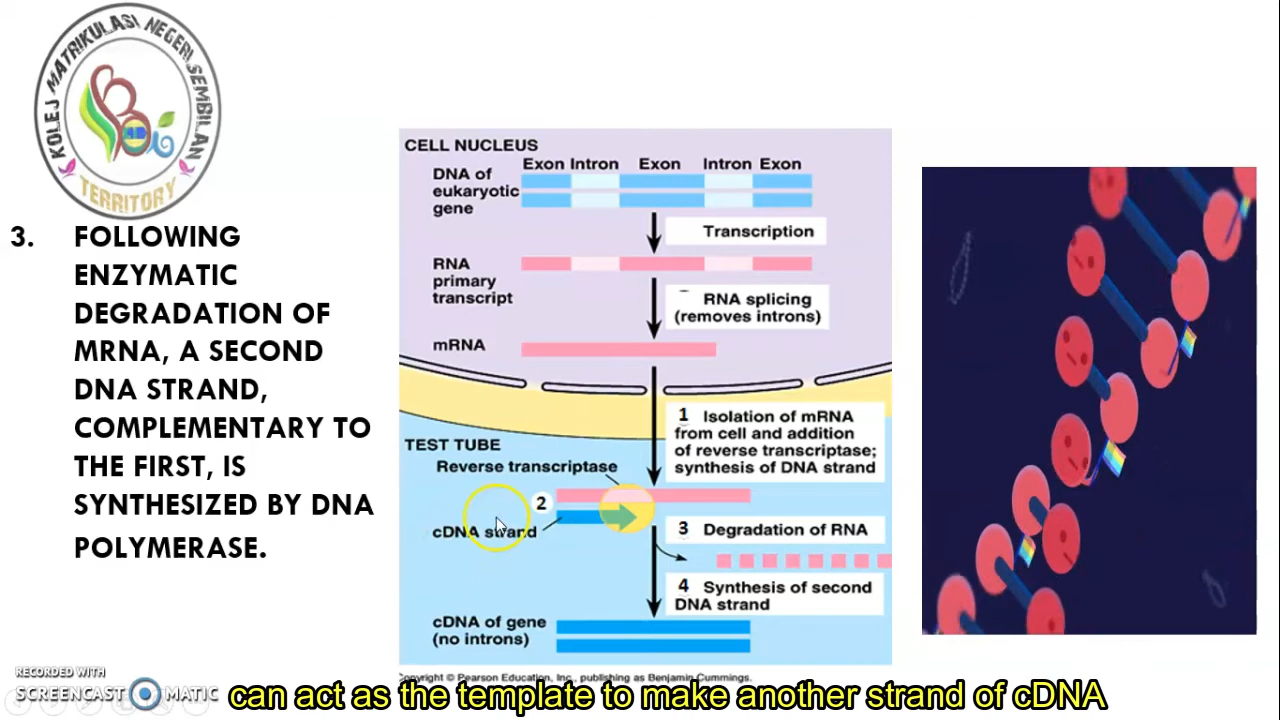 KOLEJ MATRIKULASI NEGERI SEMBILAN
TERRITORY
3. FOLLOWING
ENZYMATIC
DEGRADATION OF
MRNA, A SECOND
DNA STRAND,
COMPLEMENTARY TO
THE FIRST, IS
SYNTHESIZED BY DNA
POLYMERASE.
CELL NUCLEUS
Exon Intron Exon Intron Exon
DNA of
eukaryotic
gene
Transcription
RNA
primary
transcript
RNA splicing
(removes introns)
mRNA
1 Isolation of mRNA
from cell and addition
of reverse transcriptase;
synthesis of DNA strand
TEST TUBE
Reverse transcriptase
2
cDNA strand
3 Degradation of RNA
4 Synthesis of second
DNA strand
cDNA of gene
(no introns)
Copyright © Pearson Education, Inc., publishing as Benjamin Cummings.
RECORDED WITH
SCREENCAST MATIC
can act as the template to make another strand of cDNA